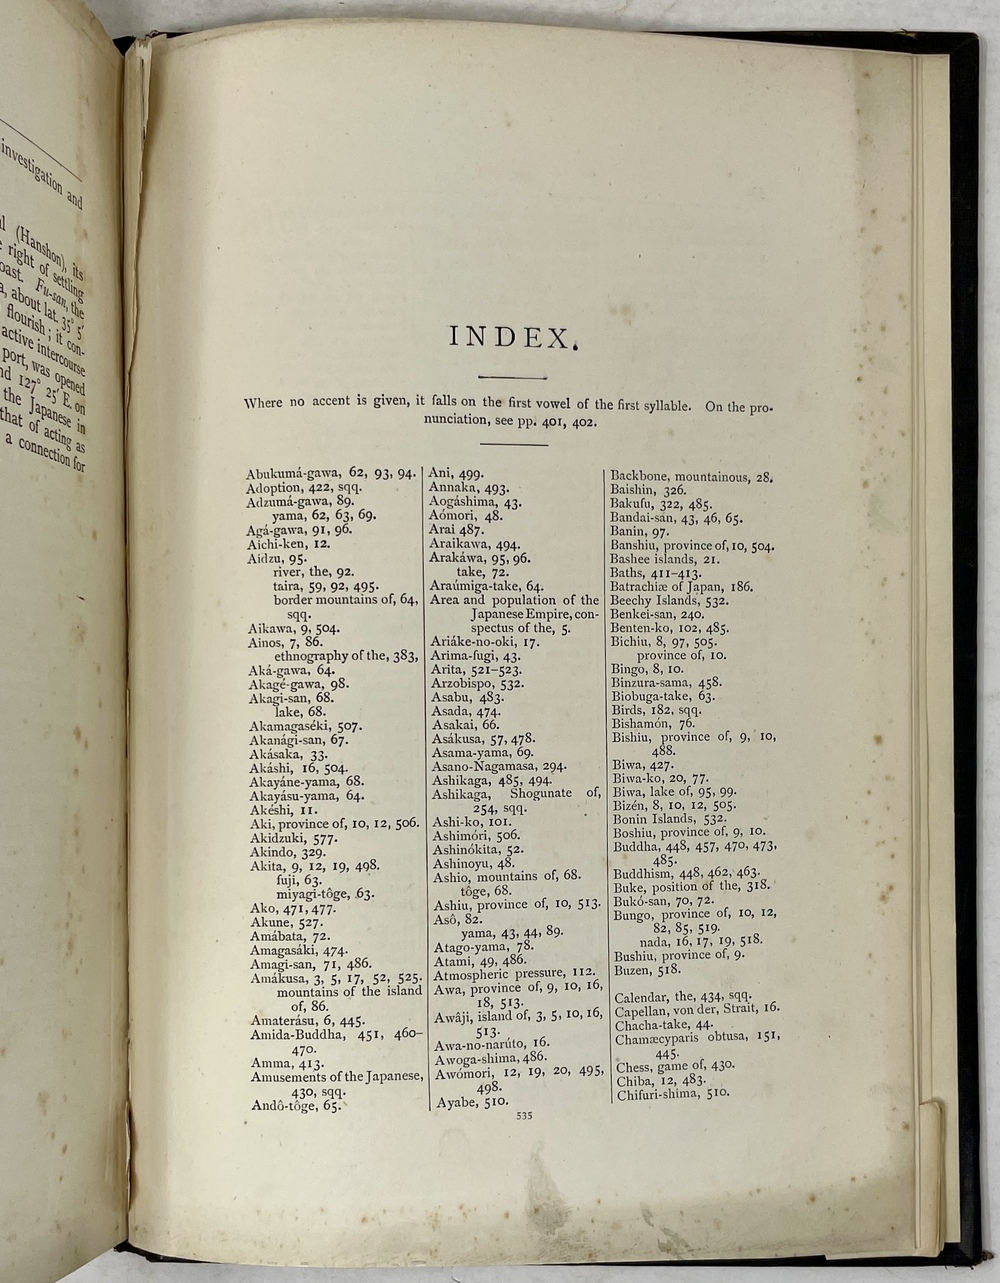 investigation and
(Hanshon), its
right of settling
Fu-san, the
about lat. 35° 5′
flourish; it con-
active intercourse
port, was opened
127° 25′ E. on
the Japanese in
that of acting as
a connection for
INDEX.
Where no accent is given, it falls on the first vowel of the first syllable. On the pro-
nunciation, see pp. 401, 402.
Abukumá-gawa, 62, 93, 94.
Adoption, 422, sqq.
Adzumá-gawa, 89.
yama, 62, 63, 69.
Agá-gawa, 91, 96.
Aichi-ken, 12.
Aidzu, 95.
river, the, 92.
taira, 59, 92, 495.
border mountains of, 64,
sqq.
Aikawa, 9, 504.
Ainos, 7, 86.
ethnography of the, 383,
Aká-gawa, 64.
Akagé-gawa, 98.
Akagi-san, 68.
lake, 68.
Akamagaséki, 507.
Akanági-san, 67.
Akásaka, 33.
Akáshi, 16, 504.
Akayáne-yama, 68.
Akayásu-yama, 64.
Akéshi, 11.
Aki, province of, 10, 12, 506.
Akidzuki, 577.
Akindo, 329.
Akita, 9, 12, 19, 498.
fuji, 63.
miyagi-tôge, 63.
Ako, 471, 477.
Akune, 527.
Amábata, 72.
Amagasáki, 474.
Amagi-san, 71, 486.
Amákusa, 3, 5, 17, 52, 525.
mountains of the island
of, 86.
Amaterásu, 6, 445.
Amida-Buddha, 451, 460–
470.
Amma, 413.
Amusements of the Japanese,
430, sqq.
Andô-tôge, 65.
Ani, 499.
Annaka, 493.
Aogáshima, 43.
Aómori, 48.
Arai 487.
Araikawa, 494.
Arakáwa, 95, 96.
take, 72.
Araúmiga-take, 64.
Area and population of the
Japanese Empire, con-
spectus of the, 5.
Ariáke-no-oki, 17.
Arima-fugi, 43.
Arita, 521–523.
Arzobispo, 532.
Asabu, 483.
Asada, 474.
Asakai, 66.
Asákusa, 57, 478.
Asama-yama, 69.
Asano-Nagamasa, 294.
Ashikaga, 485, 494.
Ashikaga, Shogunate of,
254, sqq.
Ashi-ko, 101.
Ashimóri, 506.
Ashinókita, 52.
Ashinoyu, 48.
Ashio, mountains of, 68.
tôge, 68.
Ashiu, province of, 10, 513.
Asô, 82.
yama, 43, 44, 89.
Atago-yama, 78.
Atami, 49, 486.
Atmospheric pressure, 112.
Awa, province of, 9, 10, 16,
18, 513.
Awâji, island of, 3, 5, 10, 16,
513.
Awa-no-narúto, 16.
Awoga-shima, 486.
Awómori, 12, 19, 20, 495,
498.
Ayabe, 510.
Backbone, mountainous, 28.
Baishin, 326.
Bakufu, 322, 485.
Bandai-san, 43, 46, 65.
Banin, 97.
Banshiu, province of, 10, 504.
Bashee islands, 21.
Baths, 411–413.
Batrachiæ of Japan, 186.
Beechy Islands, 532.
Benkei-san, 240.
Benten-ko, 102, 485.
Bichiu, 8, 97, 505.
province of, 10.
Bingo, 8, 10.
Binzura-sama, 458.
Biobuga-take, 63.
Birds, 182, sqq.
Bishamón, 76.
Bishiu, province of, 9, 10,
488.
Biwa, 427.
Biwa-ko, 20, 77.
Biwa, lake of, 95, 99.
Bizén, 8, 10, 12, 505.
Bonin Islands, 532.
Boshiu, province of, 9, 10.
Buddha, 448, 457, 470, 473,
485.
Buddhism, 448, 462, 463.
Buke, position of the, 318.
Bukó-san, 70, 72.
Bungo, province of, 10, 12,
82, 85, 519.
nada, 16, 17, 19, 518.
Bushiu, province of, 9.
Buzen, 518.
Calendar, the, 434, sqq.
Capellan, von der, Strait, 16.
Chacha-take, 44.
Chamæcyparis obtusa, 151,
445.
Chess, game of, 430.
Chiba, 12, 483.
Chifuri-shima, 510.
535